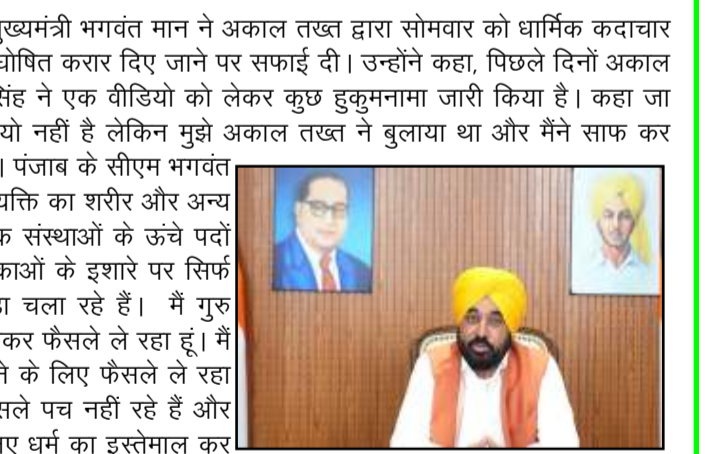 मुख्यमंत्री भगवंत मान ने अकाल तख्त द्वारा सोमवार को धार्मिक कदाचार
घोषित करार दिए जाने पर सफाई दी। उन्होंने कहा, पिछले दिनों अकाल
सिंह ने एक वीडियो को लेकर कुछ हुकुमनामा जारी किया है। कहा जा
नहीं है लेकिन मुझे अकाल तख्त ने बुलाया था और मैंने साफ कर
। पंजाब के सीएम भगवंत
का शरीर और अन्य
संस्थाओं के ऊंचे पदों
के इशारे पर सिर्फ
चला रहे हैं। मैं गुरु
कर फैसले ले रहा हूं। मैं
के लिए फैसले ले रहा
पच नहीं रहे हैं और
धर्म का इस्तेमाल कर